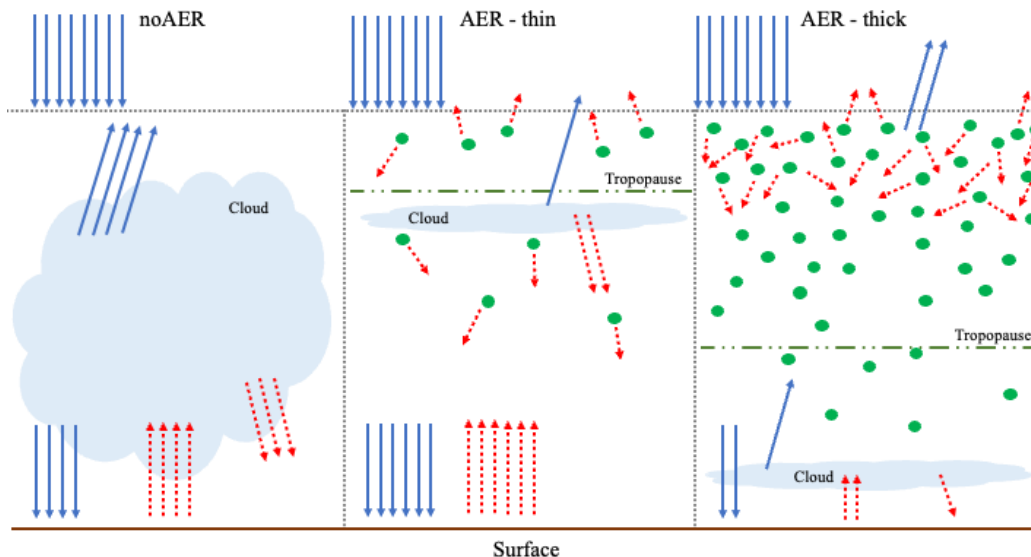 noAER
AER - thin
AER - thick
Cloud
Tropopause
Cloud
Tropopause
Cloud
Surface